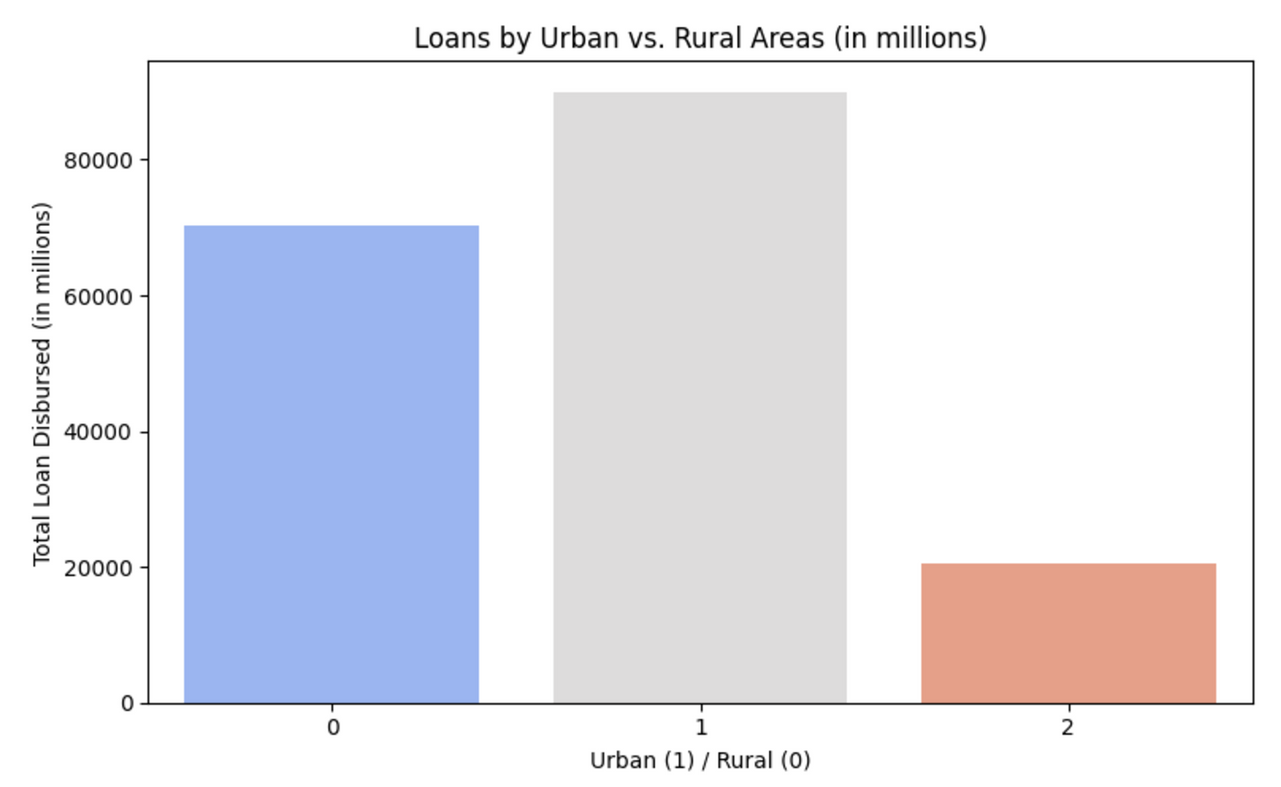 Loans by Urban vs. Rural Areas (in millions)
Total Loan Disbursed (in millions)
80000
60000
40000
20000
0
0 1 2
Urban (1) / Rural (0)